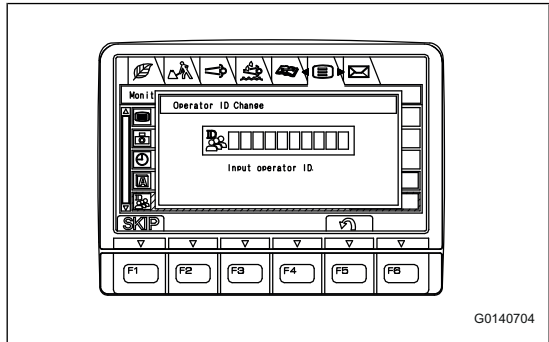 Monit
Operator ID Change
ID
Input operator ID.
A
SKIP
F1 F2 F3 F4 F5 F6
G0140704